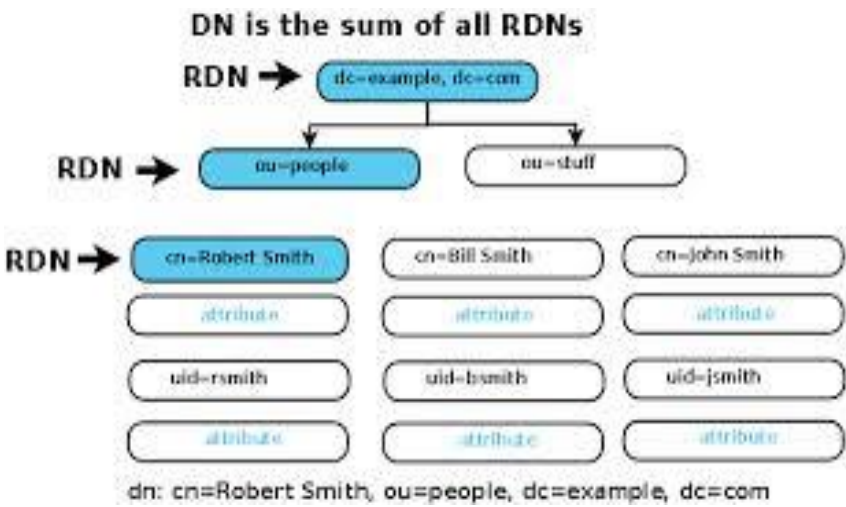 DN is the sum of all RDNs
RDN
dc=example, dc=com
RDN
ou=people
ou=stuff
RDN
cn=Robert Smith
cn=Bill Smith
cn=John Smith
attribute
attribute
attribute
uid=rsmith
uid=bsmith
uid=jsmith
attribute
attribute
attribute
dn: cn=Robert Smith, ou=people, dc=example, dc=com